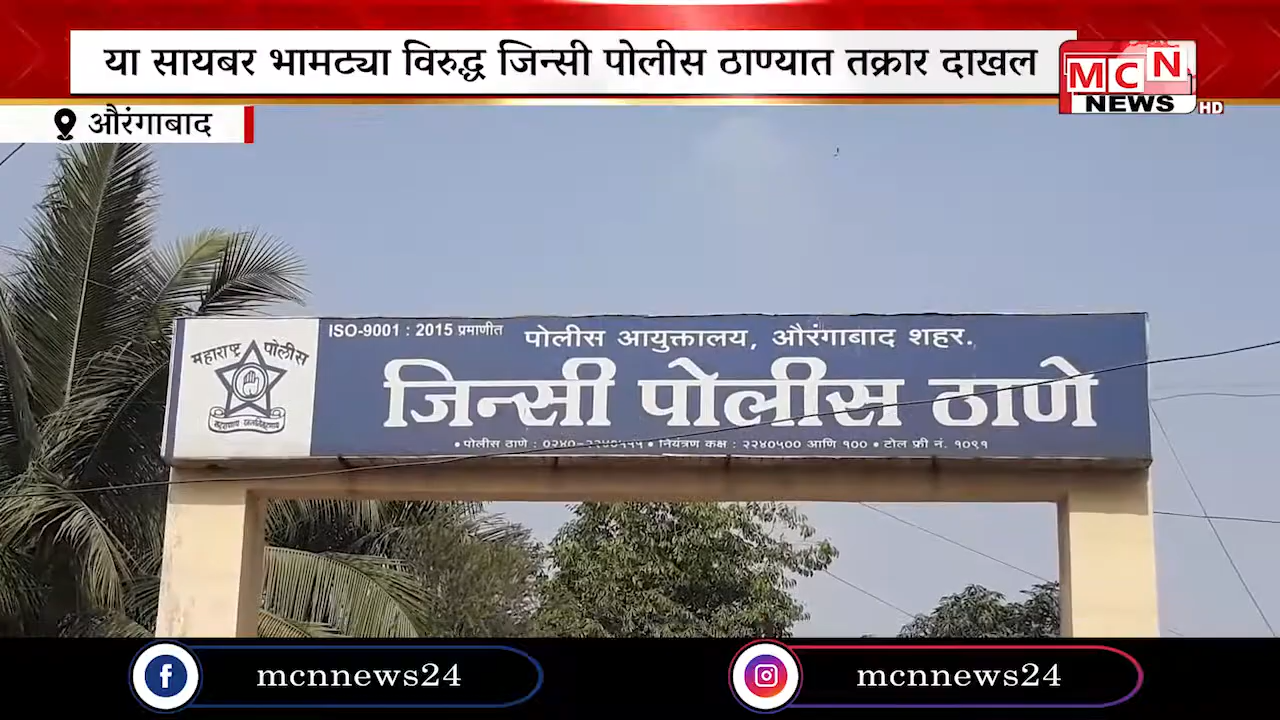 या सायबर भामट्या विरुद्ध जिन्सी पोलीस ठाण्यात तक्रार दाखल
MCN
NEWS HD
औरंगाबाद
ISO-9001 : 2015 प्रमाणीत
पोलीस आयुक्तालय, औरंगाबाद शहर.
महाराष्ट्र पोलीस
जिन्सी पोलीस ठाणे
• पोलीस ठाणे : • नियंत्रण कक्ष : २२४०५०० आणि १०० • टोल फ्री नं. १०९१
mcnnews24
mcnnews24